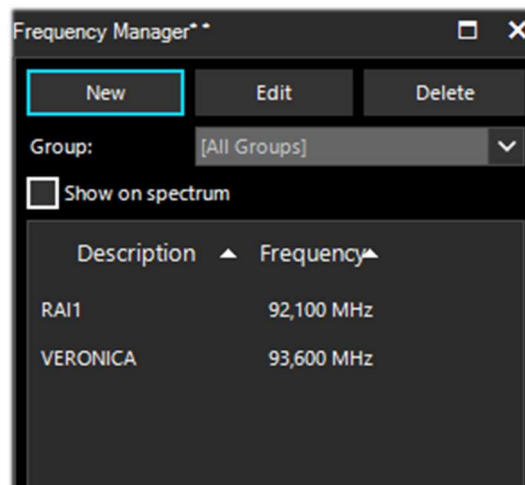 Frequency Manager**
New Edit Delete
Group: [All Groups]
Show on spectrum
Description Frequency
RAI1 92,100 MHz
VERONICA 93,600 MHz